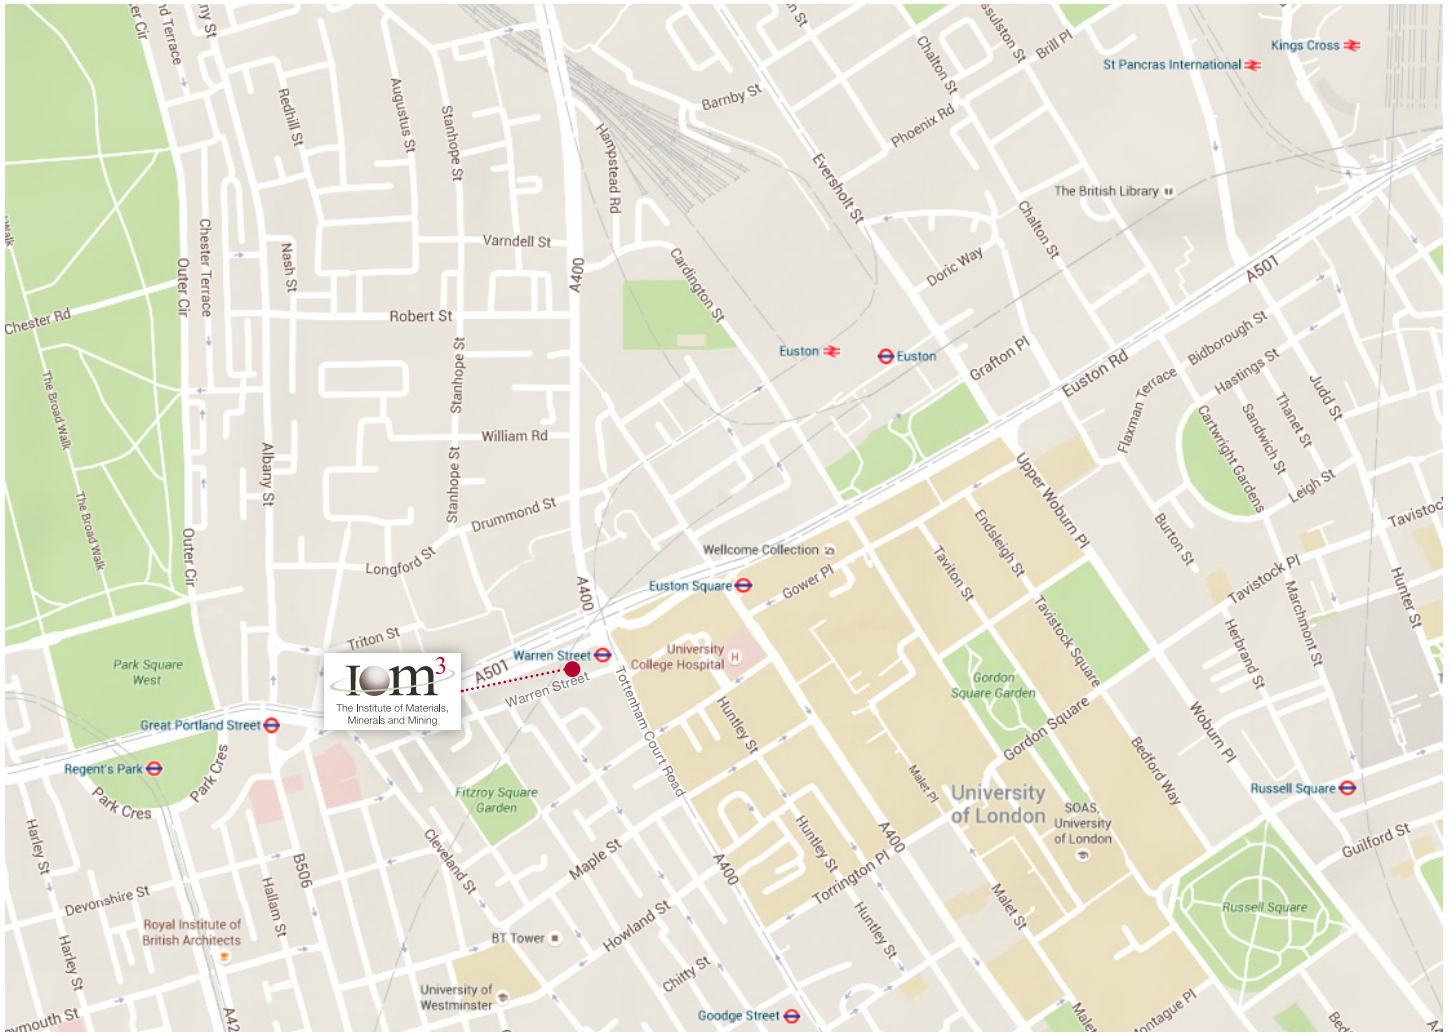 Kings Cross
St Pancras International
Brill Pl
Chalton St
Barnby St
Phoenix Rd
Redhill St
Augustus St
Stanhope St
Hampstead Rd
Eversholt St
The British Library
Chalton St
Chester Terrace
Outer Cir
Nash St
Varndell St
A400
Cardington St
Doric Way
A501
Chester Rd
Robert St
Euston
Euston
Grafton Pl
Euston Rd
Bidborough St
Hastings St
Judd St
Flaxman Terrace
Thanet St
Sandwich St
Cartwright Gardens
Leigh St
The Broad Walk
Stanhope St
William Rd
Albany St
Stanhope St
Drummond St
Upper Woburn Pl
Endsleigh St
Burton St
The Broad Walk
Outer Cir
Longford St
Wellcome Collection
Euston Square
Gower Pl
Taviton St
Tavistock Square
Tavistock Pl
Marchmont St
Hunter St
Herbrand St
A400
Triton St
Park Square
West
A501
Warren Street
Warren Street
University
College Hospital
Gordon
Square Garden
Iom3
The Institute of Materials,
Minerals and Mining
Tottenham Court Road
Great Portland Street
Regent's Park
Park Cres
Park Cres
Huntley St
Gordon Square
Bedford Way
Woburn Pl
Malet Pl
University
of London
SOAS,
University
of London
Russell Square
Fitzroy Square
Garden
Harley St
Cleveland St
Maple St
Huntley St
A400
A400
Torrington Pl
Guilford St
B506
Hallam St
Devonshire St
Royal Institute of
British Architects
Harley St
BT Tower
Howland St
Huntley St
Malet St
Russell Square
Chitty St
University of
Westminster
Goodge Street